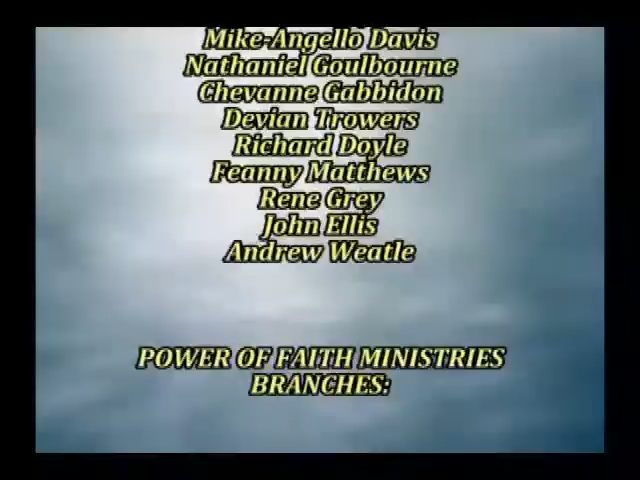 Mike-Angello Davis
Nathaniel Goulbourne
Chevanne Gabbidon
Devian Trowers
Richard Doyle
Feanny Matthews
Rene Grey
John Ellis
Andrew Weatle
POWER OF FAITH MINISTRIES
BRANCHES: